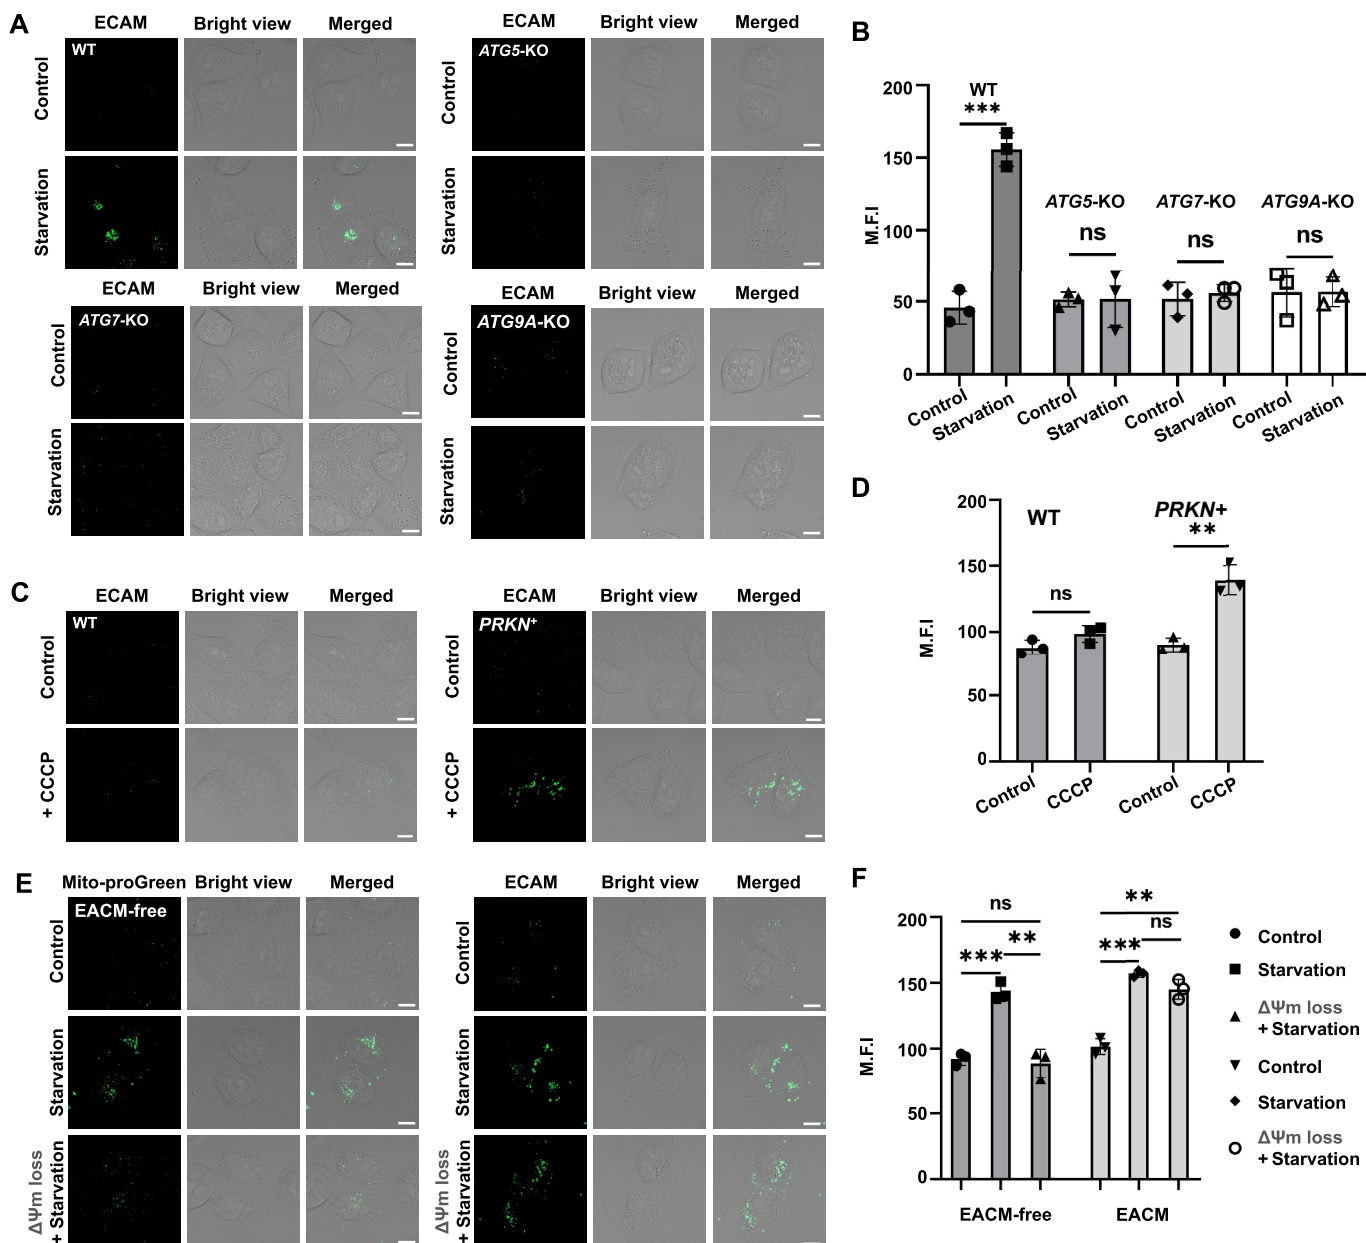 A
ECAM Bright view Merged
WT
Control
Starvation
ECAM Bright view Merged
ATG5-KO
Control
Starvation
ECAM Bright view Merged
ATG7-KO
Control
Starvation
ECAM Bright view Merged
ATG9A-KO
Control
Starvation
B
M.F.I
200
150
100
50
0
WT
***
ATG5-KO
ns
ATG7-KO
ns
ATG9A-KO
ns
Control
Starvation
Control
Starvation
Control
Starvation
Control
Starvation
C
ECAM Bright view Merged
WT
Control
+ CCCP
ECAM Bright view Merged
PRKN+
Control
+ CCCP
D
M.F.I
200
150
100
50
0
WT
ns
PRKN+
**
Control
CCCP
Control
CCCP
E
Mito-proGreen Bright view Merged
EACM-free
Control
Starvation
ΔΨm loss
+ Starvation
ECAM Bright view Merged
Control
Starvation
ΔΨm loss
+ Starvation
F
M.F.I
200
150
100
50
0
ns
***
**
**
***
ns
EACM-free
EACM
Control
Starvation
ΔΨm loss
+ Starvation
Control
Starvation
ΔΨm loss
+ Starvation